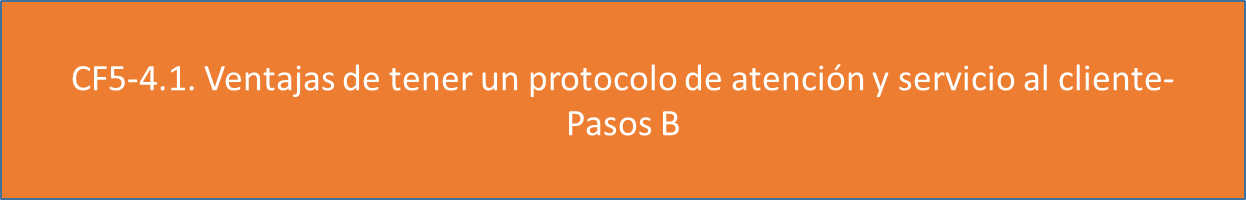 CF5-4.1. Ventajas de tener un protocolo de atención y servicio al cliente-
Pasos B